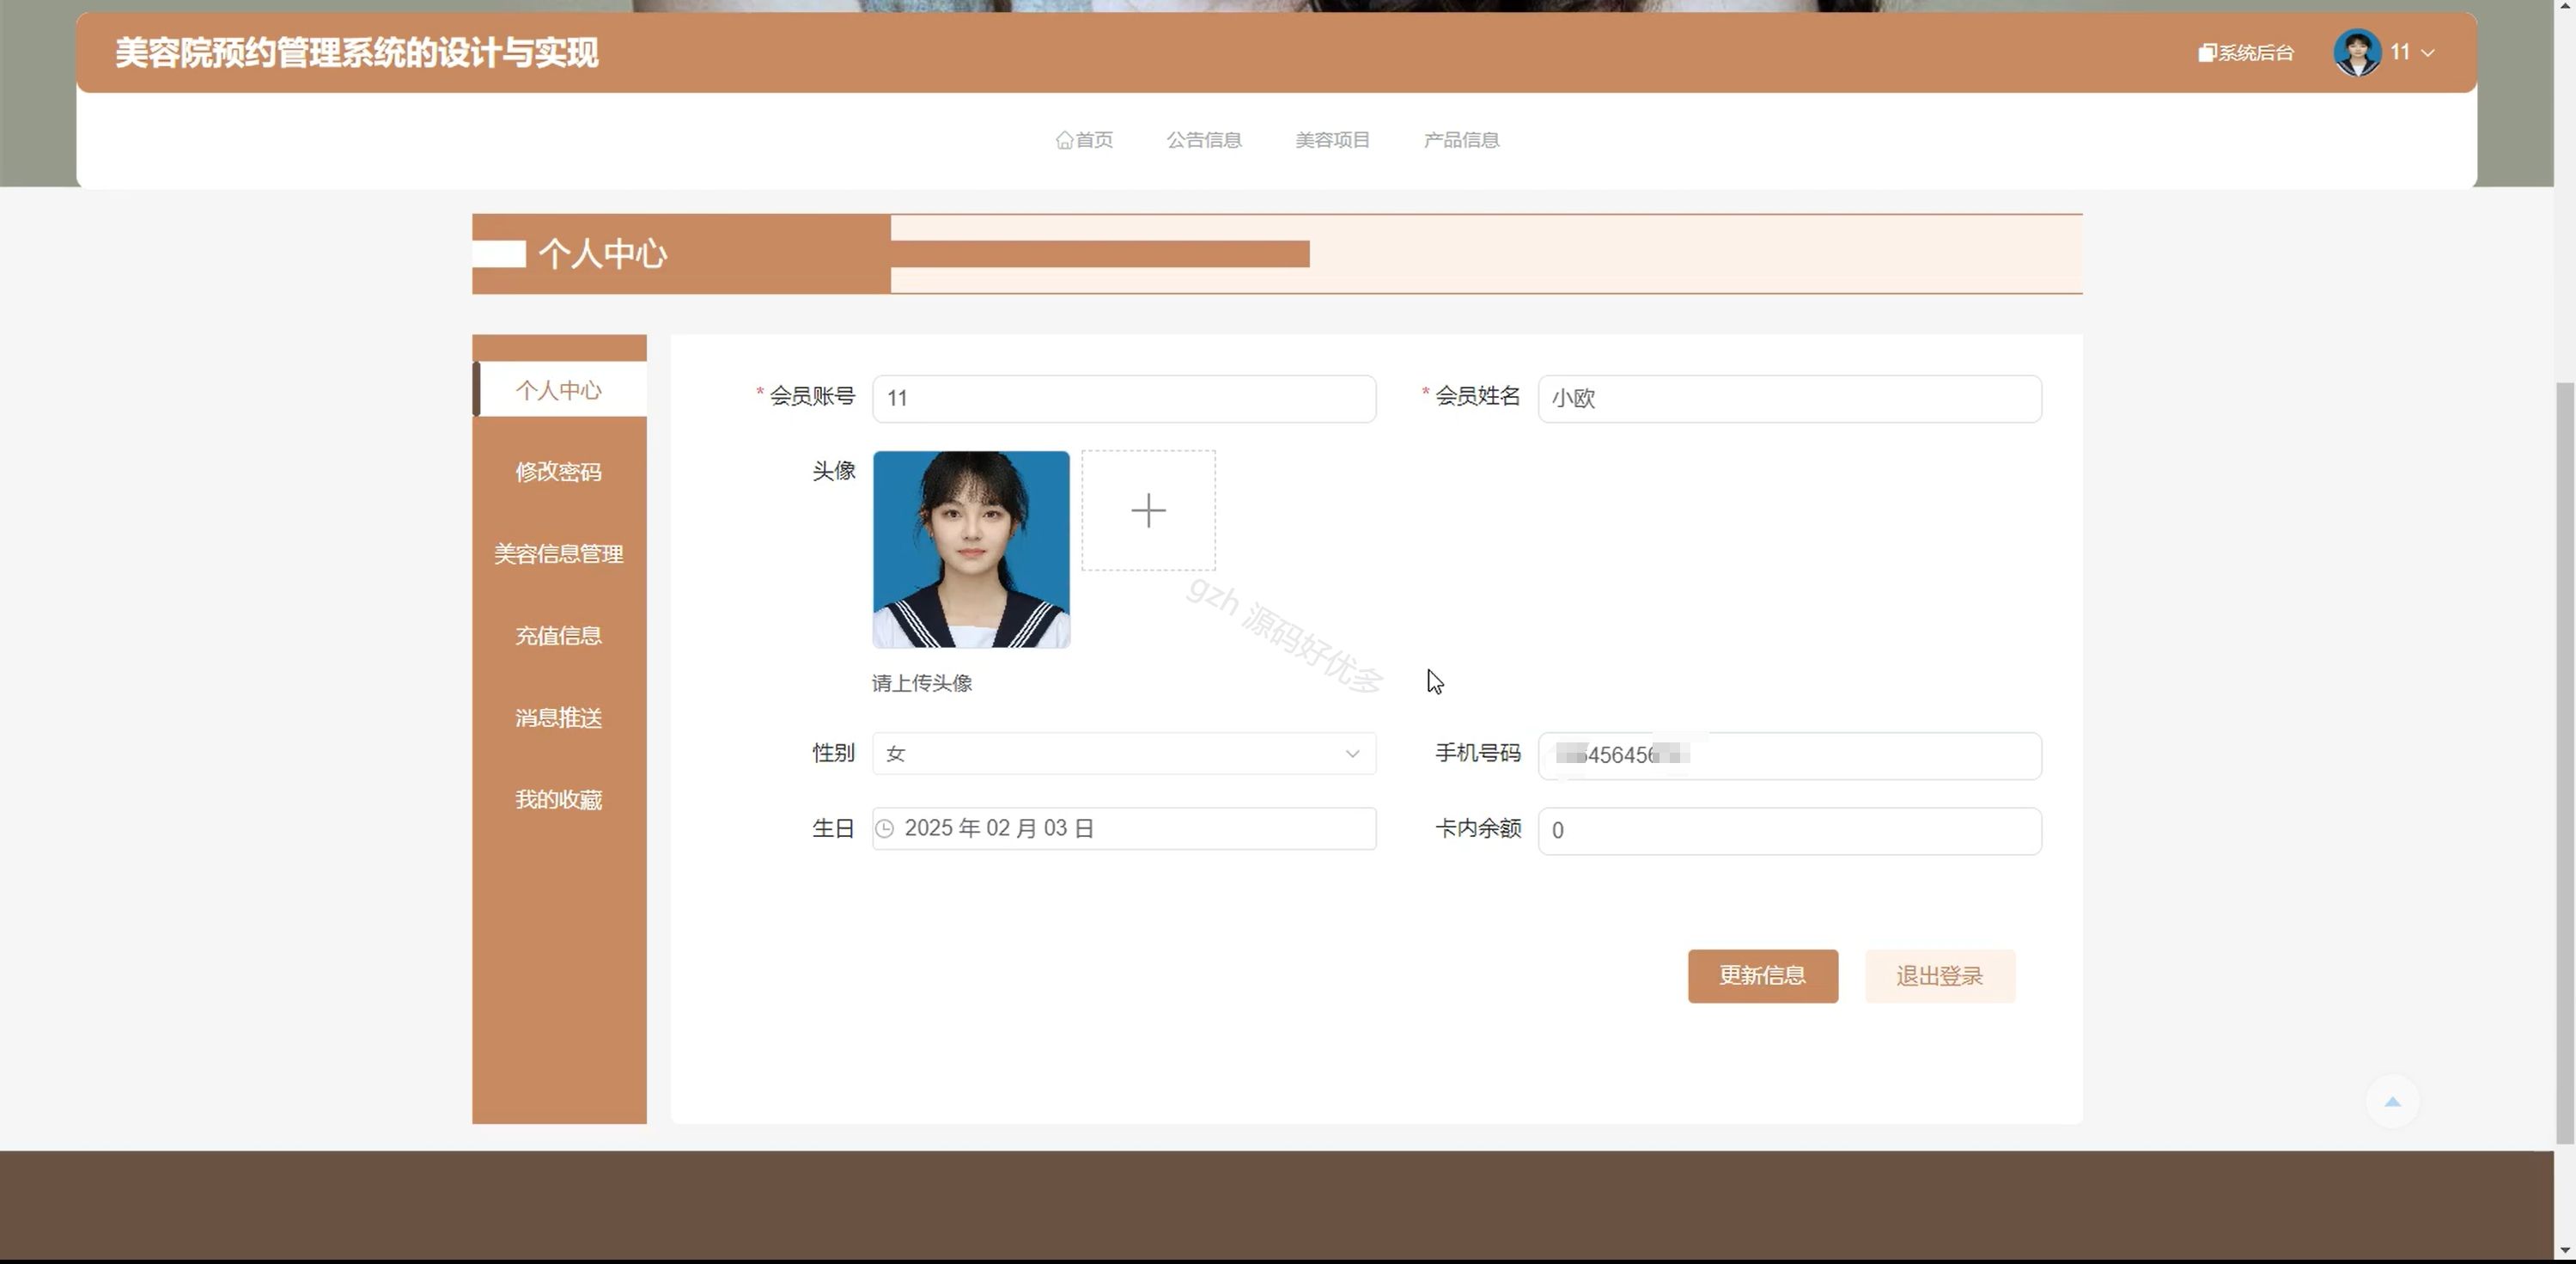 美容院预约管理系统的设计与实现
系统后台
11
首页 公告信息 美容项目 产品信息
个人中心
个人中心
修改密码
美容信息管理
充值信息
消息推送
我的收藏
* 会员账号 11
* 会员姓名 小欧
头像
请上传头像
gzh 源码好优多
性别 女
手机号码 456456
生日 2025 年 02 月 03 日
卡内余额 0
更新信息 退出登录